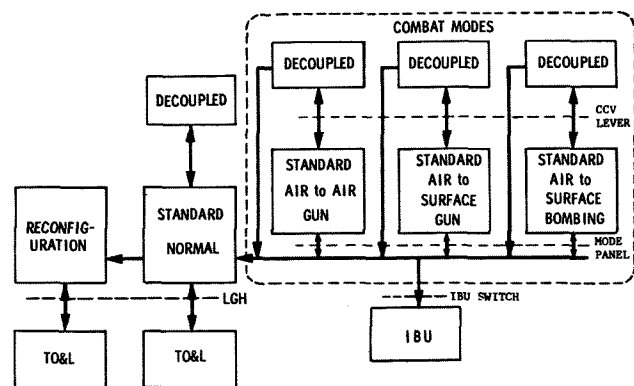 COMBAT MODES
DECOUPLED
DECOUPLED
DECOUPLED
DECOUPLED
CCV
LEVER
STANDARD
AIR to AIR
GUN
STANDARD
AIR to
SURFACE
GUN
STANDARD
AIR to
SURFACE
BOMBING
RECONFIG-
URATION
STANDARD
NORMAL
MODE
PANEL
LGH
IBU SWITCH
IBU
TO&L
TO&L